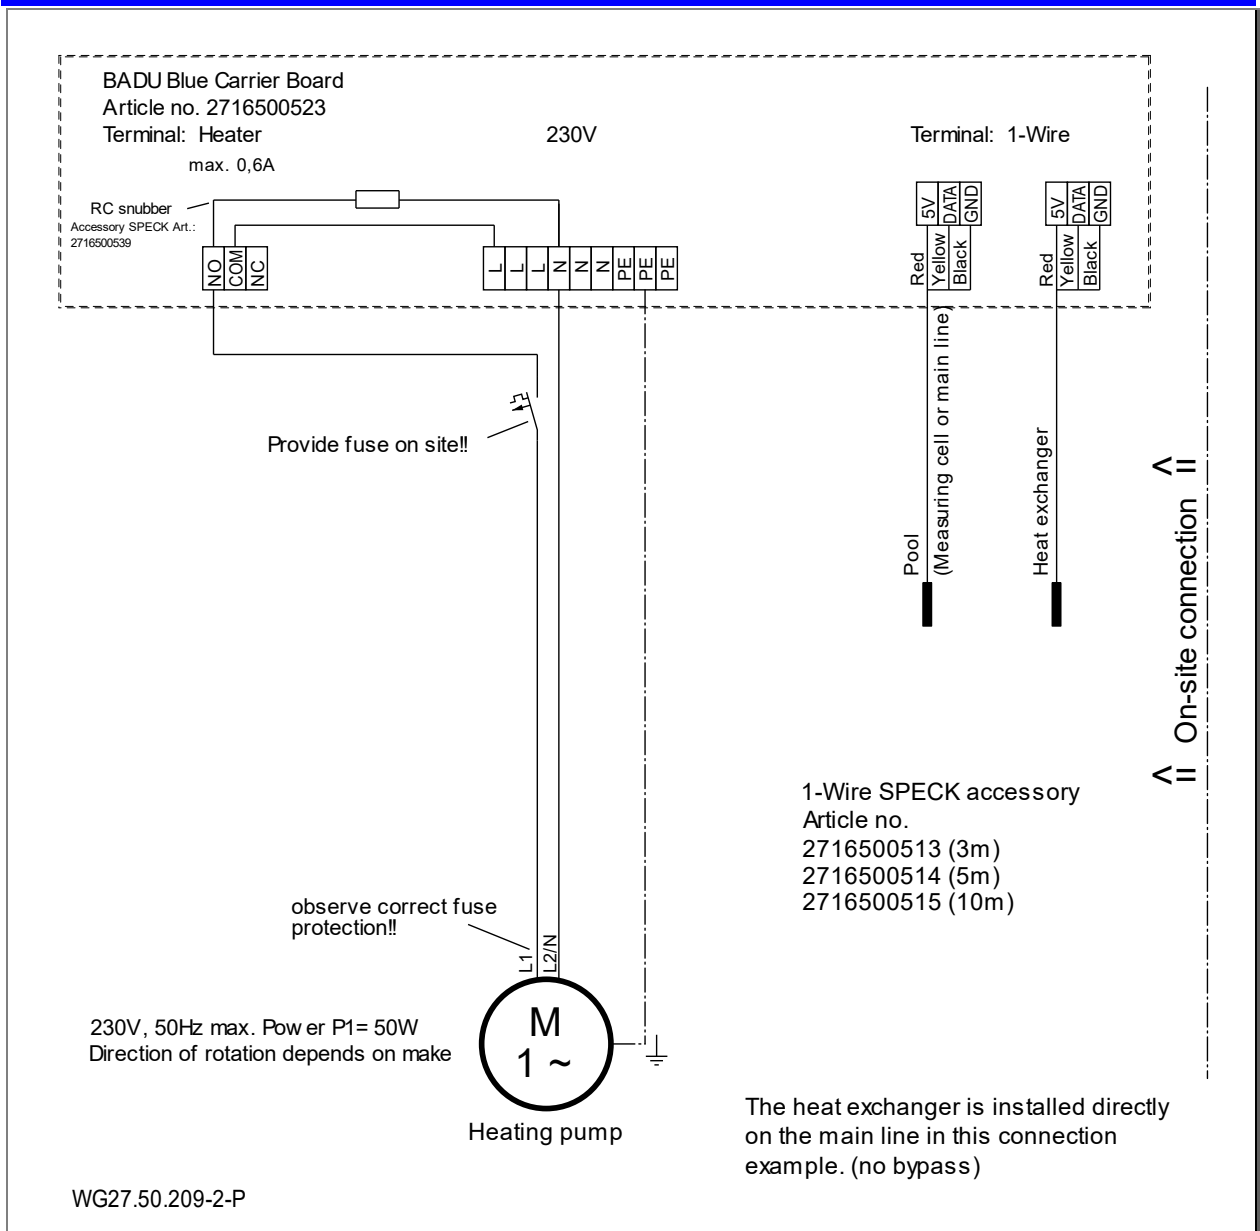 BADU Blue Carrier Board
Article no. 2716500523
Terminal: Heater
230V
Terminal: 1-Wire
max. 0,6A
RC snubber
Accessory SPECK Art.:
2716500539
NO
COM
NC
L
L
L
N
N
N
PE
PE
PE
5V
DATA
GND
Red
Yellow
Black
5V
DATA
GND
Red
Yellow
Black
Provide fuse on site!!
Pool
(Measuring cell or main line)
Heat exchanger
<= On-site connection <=
1-Wire SPECK accessory
Article no.
2716500513 (3m)
2716500514 (5m)
2716500515 (10m)
observe correct fuse
protection!!
L1
L2/N
M
1 ~
230V, 50Hz max. Power P1= 50W
Direction of rotation depends on make
Heating pump
The heat exchanger is installed directly
on the main line in this connection
example. (no bypass)
WG27.50.209-2-P